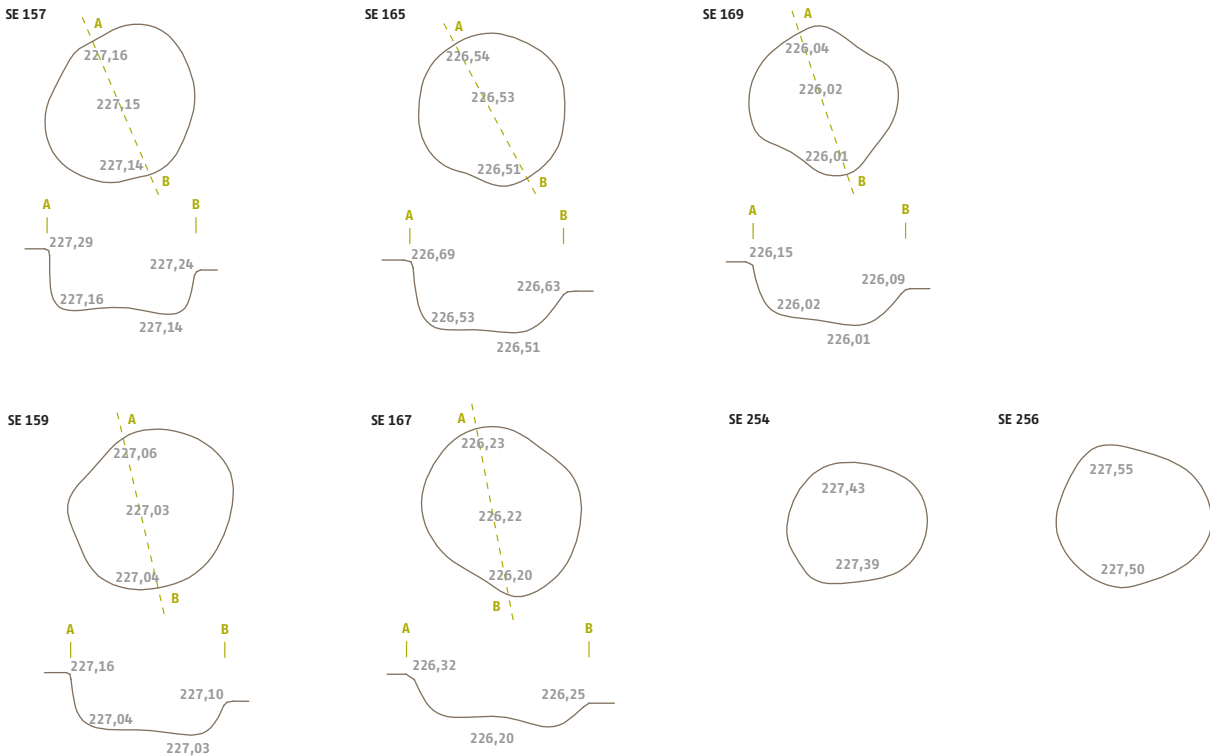 SE 157
A
227,16
227,15
227,14
B
A
B
227,29
227,24
227,16
227,14
SE 165
A
226,54
226,53
226,51
B
A
B
226,69
226,63
226,53
226,51
SE 169
A
226,04
226,02
226,01
B
A
B
226,15
226,09
226,02
226,01
SE 159
A
227,06
227,03
227,04
B
A
B
227,16
227,10
227,04
227,03
SE 167
A
226,23
226,22
226,20
B
A
B
226,32
226,25
226,20
SE 254
227,43
227,39
SE 256
227,55
227,50